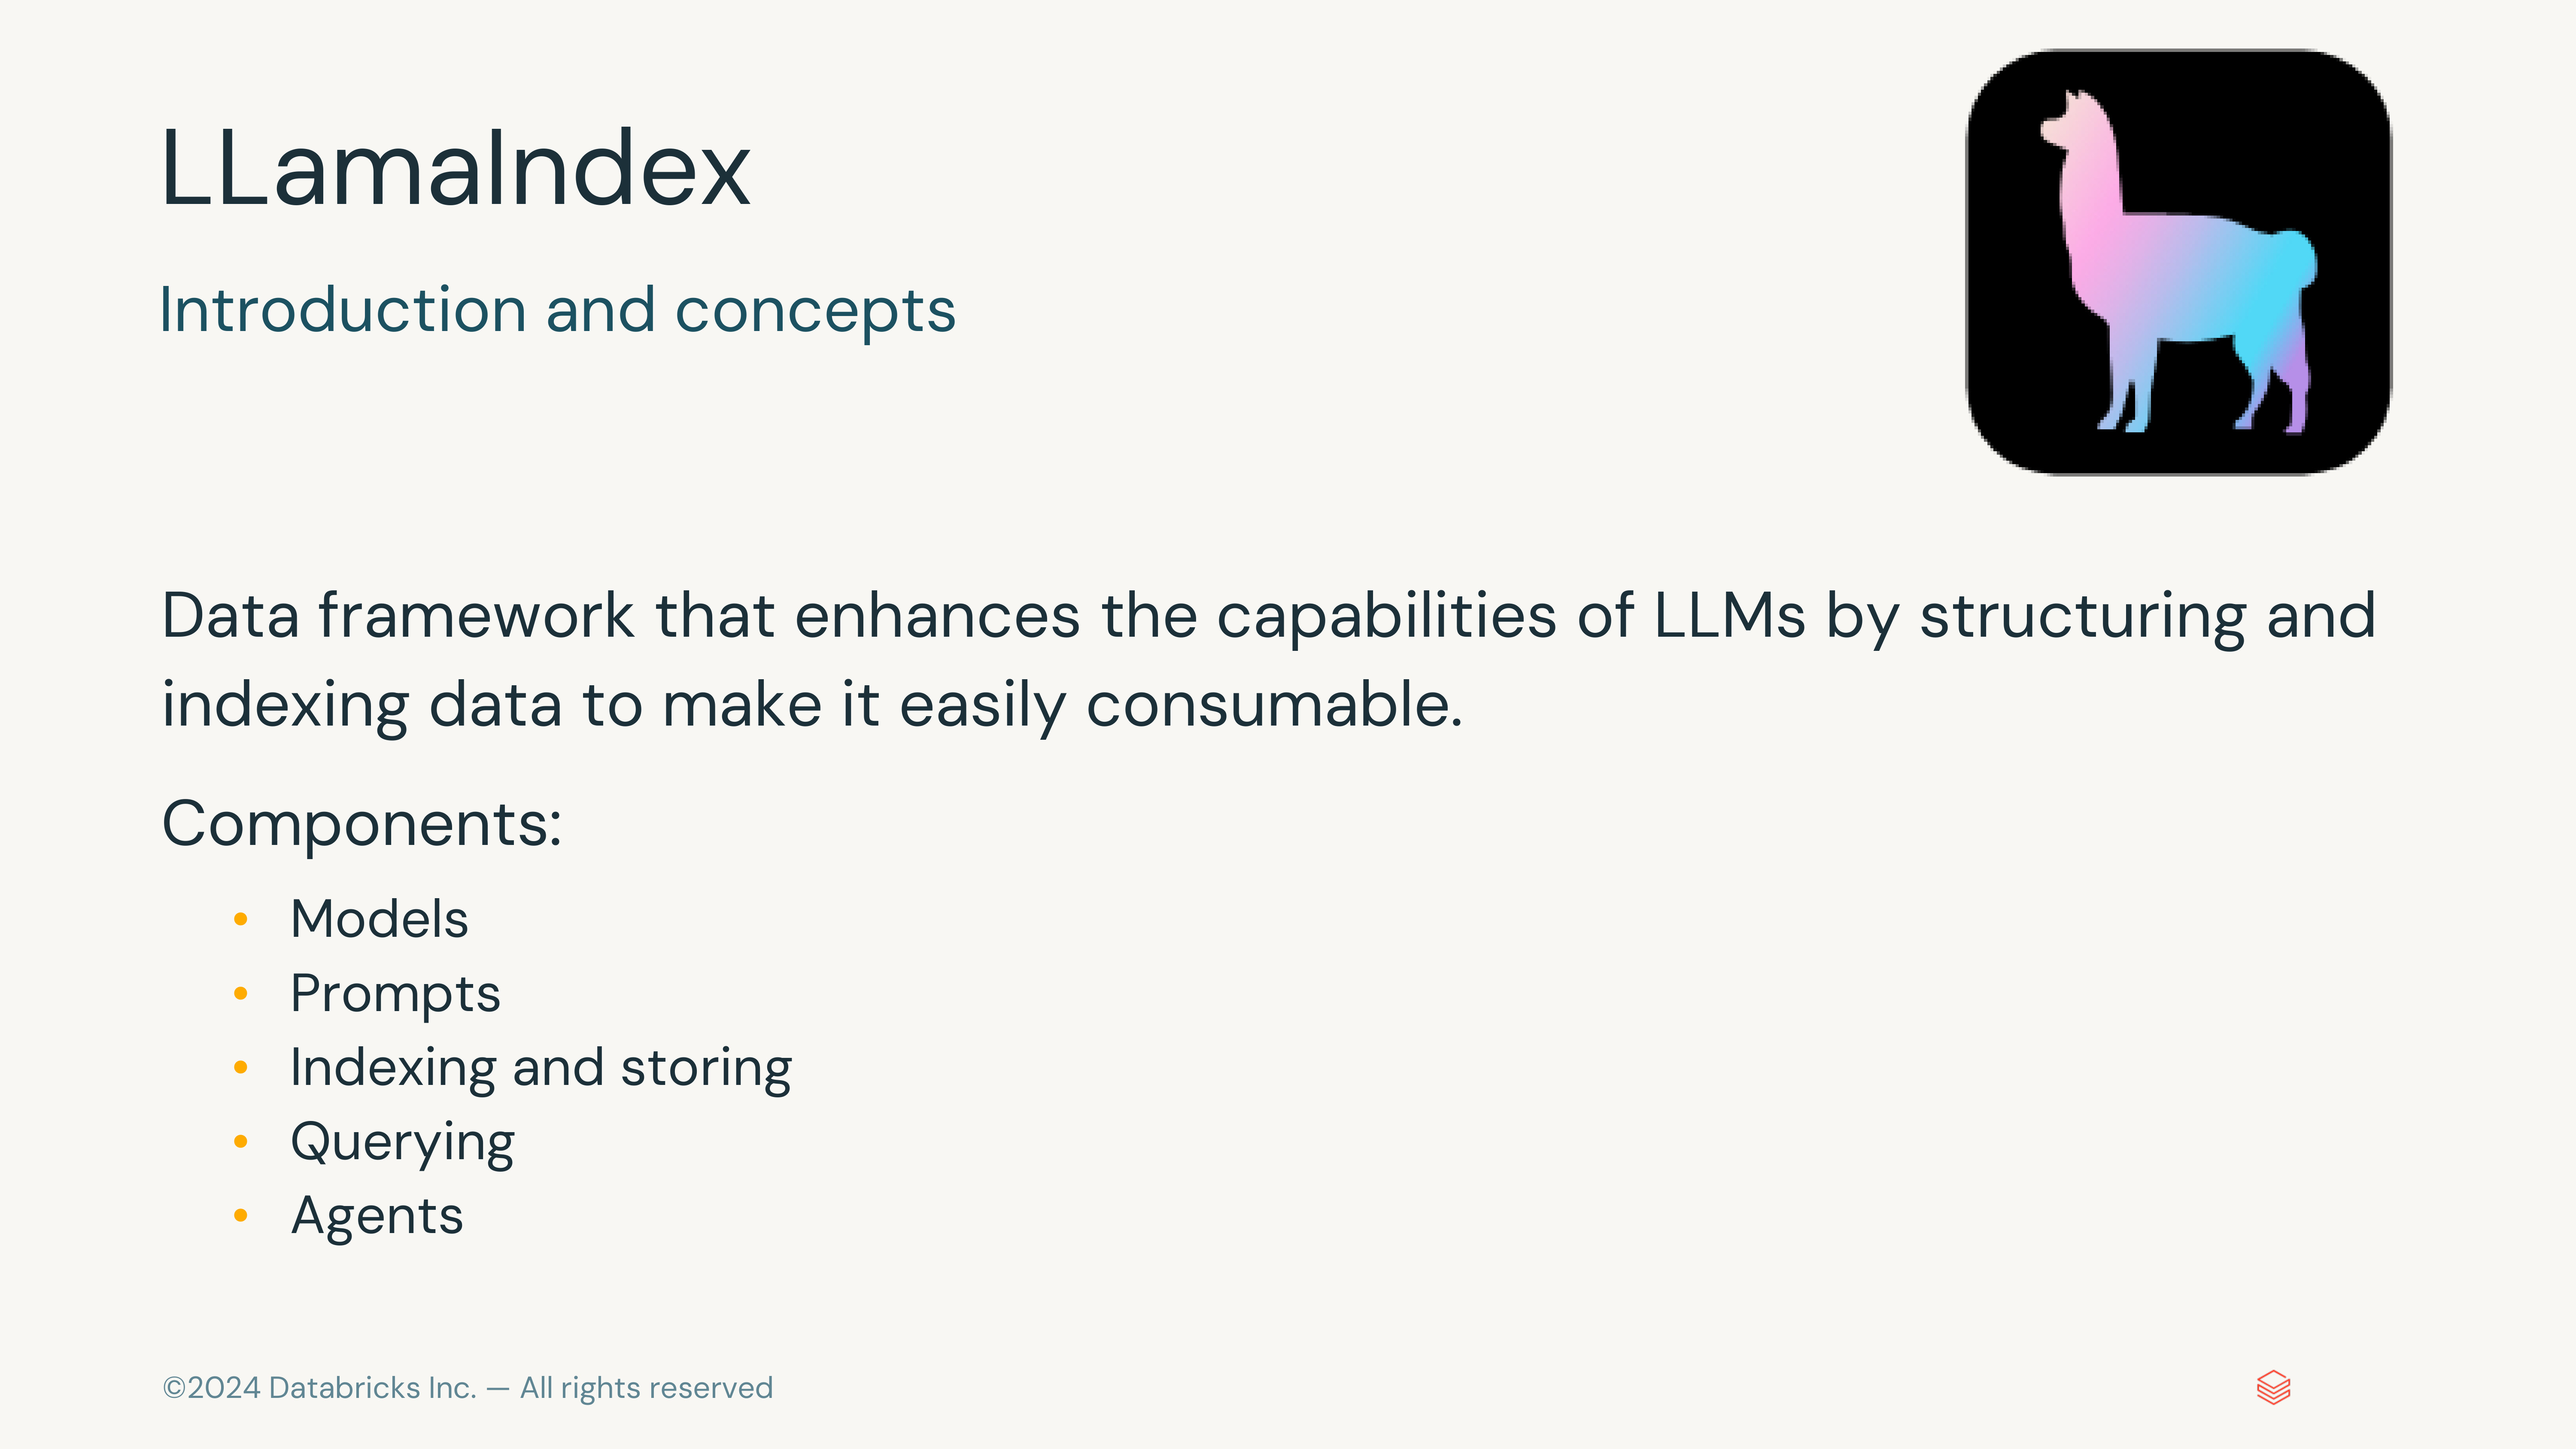 LLamaIndex
Introduction and concepts
Data framework that enhances the capabilities of LLMs by structuring and
indexing data to make it easily consumable.
Components:
• Models
• Prompts
• Indexing and storing
• Querying
• Agents
©2024 Databricks Inc. — All rights reserved